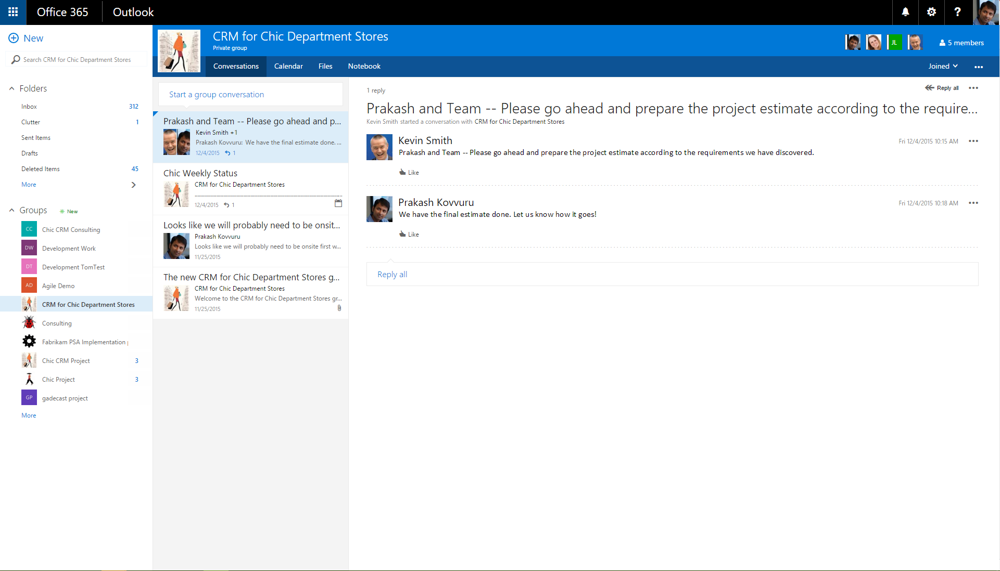 Office 365
Outlook
?
New
Search CRM for Chic Department Stores
Folders
Inbox 312
Clutter 1
Sent Items
Drafts
Deleted Items 45
More
Groups New
CC Chic CRM Consulting
DW Development Work
DT Development TomTest
AD Agile Demo
CRM for Chic Department Stores
Consulting
Fabrikam PSA Implementation
Chic CRM Project 3
Chic Project 3
GP gadecast project
More
CRM for Chic Department Stores
Private group
JL
5 members
Conversations Calendar Files Notebook
Joined
Start a group conversation
Prakash and Team -- Please go ahead and p...
Kevin Smith +1
Prakash Kovvuru: We have the final estimate done. ...
12/4/2015 1
Chic Weekly Status
CRM for Chic Department Stores
12/4/2015 1
Looks like we will probably need to be onsit...
Prakash Kovvuru
Looks like we will probably need to be onsite first w...
11/25/2015
The new CRM for Chic Department Stores g...
CRM for Chic Department Stores
Welcome to the CRM for Chic Department Stores gr...
11/25/2015
1 reply
Reply all
Prakash and Team -- Please go ahead and prepare the project estimate according to the require...
Kevin Smith started a conversation with CRM for Chic Department Stores
Kevin Smith
Fri 12/4/2015 10:15 AM
Prakash and Team -- Please go ahead and prepare the project estimate according to the requirements we have discovered.
Like
Prakash Kovvuru
Fri 12/4/2015 10:18 AM
We have the final estimate done. Let us know how it goes!
Like
Reply all